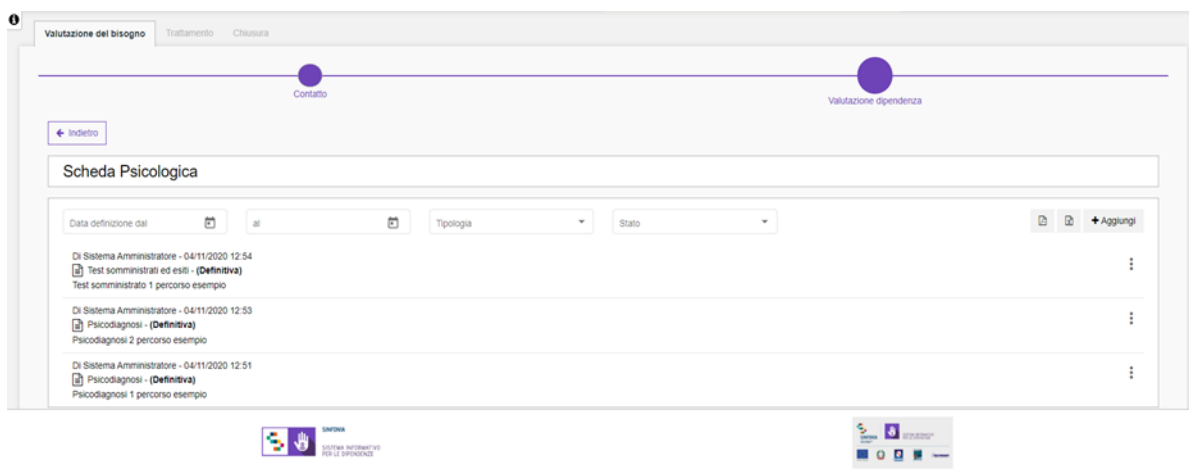 Valutazione del bisogno Trattamento Chiusura
Contatto
Valutazione dipendenza
Indietro
Scheda Psicologica
Data definizione dal al Tipologia Stato Aggiungi
Di Sistema Amministratore - 04/11/2020 12:54
Test somministrati ed esiti - (Definitiva)
Test somministrato 1 percorso esempio
Di Sistema Amministratore - 04/11/2020 12:53
Psicodiagnosi - (Definitiva)
Psicodiagnosi 2 percorso esempio
Di Sistema Amministratore - 04/11/2020 12:51
Psicodiagnosi - (Definitiva)
Psicodiagnosi 1 percorso esempio
SINFONIA
SISTEMA INFORMATIVO
PER LE DIPENDENZE
SINFONIA